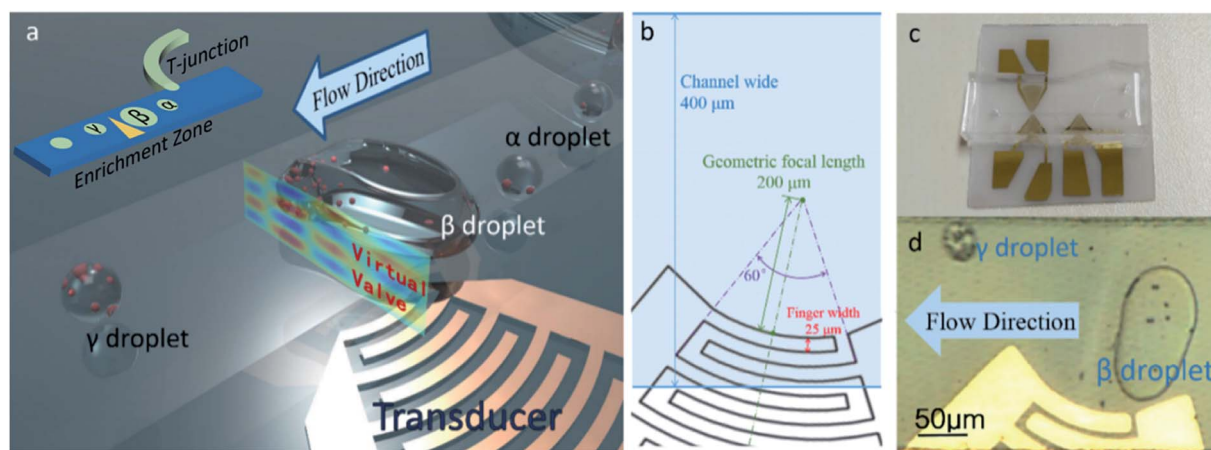 a
T-junction
γ
β
α
Enrichment Zone
Flow Direction
α droplet
β droplet
Virtual
Valve
γ droplet
Transducer
b
Channel wide
400 μm
Geometric focal length
200 μm
60°
Finger width
25 μm
c
d
γ droplet
Flow Direction
β droplet
50μm